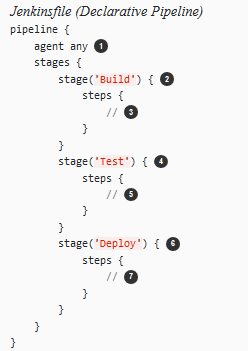 Jenkinsfile (Declarative Pipeline)
pipeline {
    agent any 1
    stages {
        stage('Build') { 2
            steps {
                // 3
            }
        }
        stage('Test') { 4
            steps {
                // 5
            }
        }
        stage('Deploy') { 6
            steps {
                // 7
            }
        }
    }
}